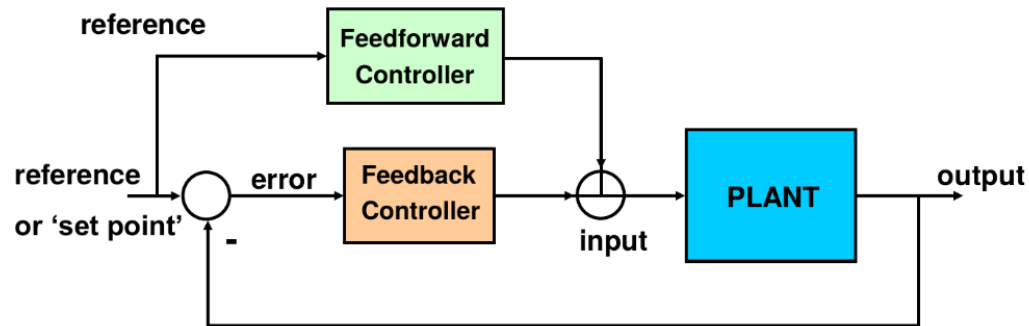 reference
Feedforward
Controller
reference
or ‘set point’
error
-
Feedback
Controller
input
PLANT
output